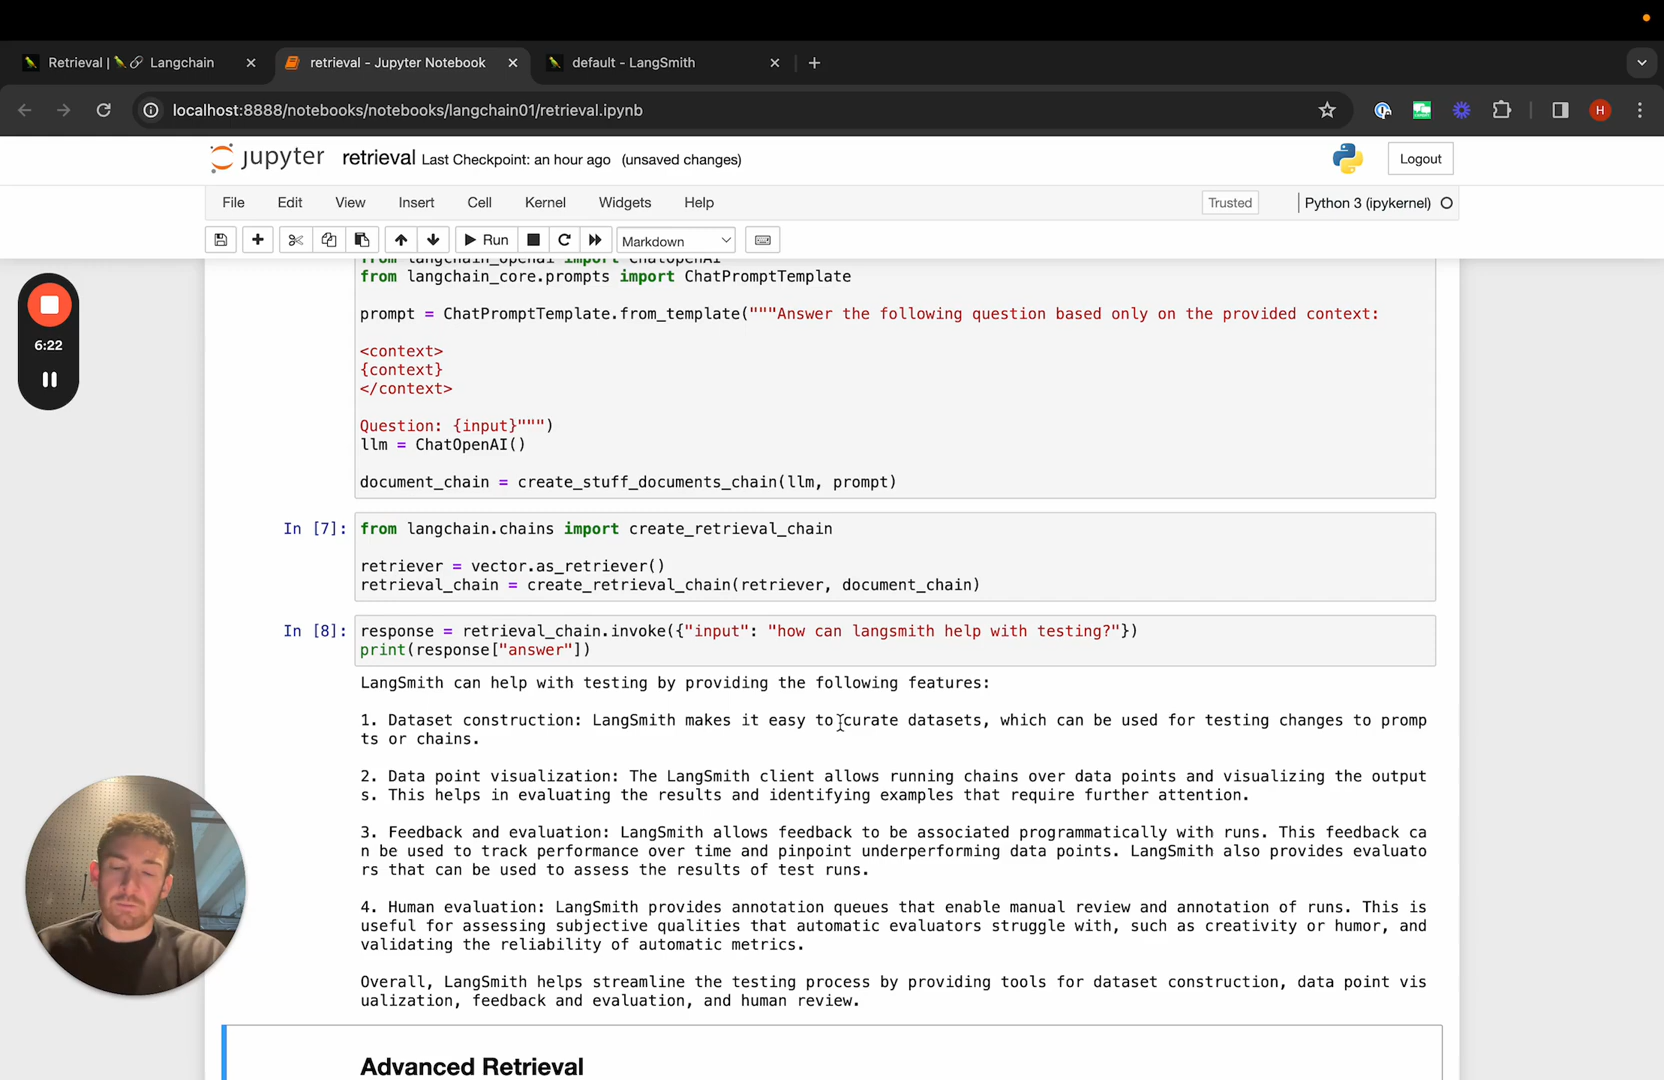 Retrieval | Langchain
retrieval - Jupyter Notebook
default - LangSmith
localhost:8888/notebooks/notebooks/langchain01/retrieval.ipynb
H
jupyter retrieval Last Checkpoint: an hour ago (unsaved changes)
Logout
File Edit View Insert Cell Kernel Widgets Help
Trusted
Python 3 (ipykernel)
Run
Markdown
6:22
from langchain_openai import ChatOpenAI
from langchain_core.prompts import ChatPromptTemplate
prompt = ChatPromptTemplate.from_template("""Answer the following question based only on the provided context:
<context>
{context}
</context>
Question: {input}""")
llm = ChatOpenAI()
document_chain = create_stuff_documents_chain(llm, prompt)
In [7]: from langchain.chains import create_retrieval_chain
retriever = vector.as_retriever()
retrieval_chain = create_retrieval_chain(retriever, document_chain)
In [8]: response = retrieval_chain.invoke({"input": "how can langsmith help with testing?"})
print(response["answer"])
LangSmith can help with testing by providing the following features:
1. Dataset construction: LangSmith makes it easy to curate datasets, which can be used for testing changes to promp
ts or chains.
2. Data point visualization: The LangSmith client allows running chains over data points and visualizing the output
s. This helps in evaluating the results and identifying examples that require further attention.
3. Feedback and evaluation: LangSmith allows feedback to be associated programmatically with runs. This feedback ca
n be used to track performance over time and pinpoint underperforming data points. LangSmith also provides evaluato
rs that can be used to assess the results of test runs.
4. Human evaluation: LangSmith provides annotation queues that enable manual review and annotation of runs. This is
useful for assessing subjective qualities that automatic evaluators struggle with, such as creativity or humor, and
validating the reliability of automatic metrics.
Overall, LangSmith helps streamline the testing process by providing tools for dataset construction, data point vis
ualization, feedback and evaluation, and human review.
Advanced Retrieval